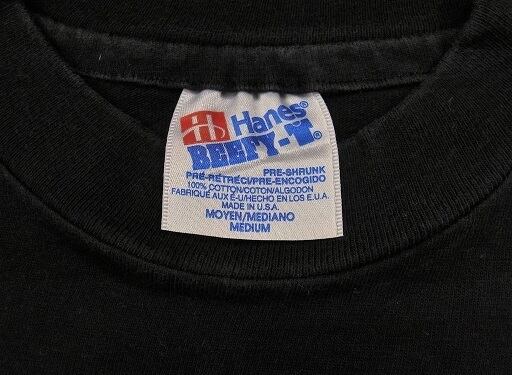 Hanes®
BEEFY-T®
PRE-SHRUNK
PRÉ-RÉTRÉCI/PRE-ENCOGIDO
100% COTTON/COTON/ALGODON
FABRIQUÉ AUX É-U/HECHO EN LOS E.U.A.
MADE IN U.S.A.
MOYEN/MEDIANO
MEDIUM